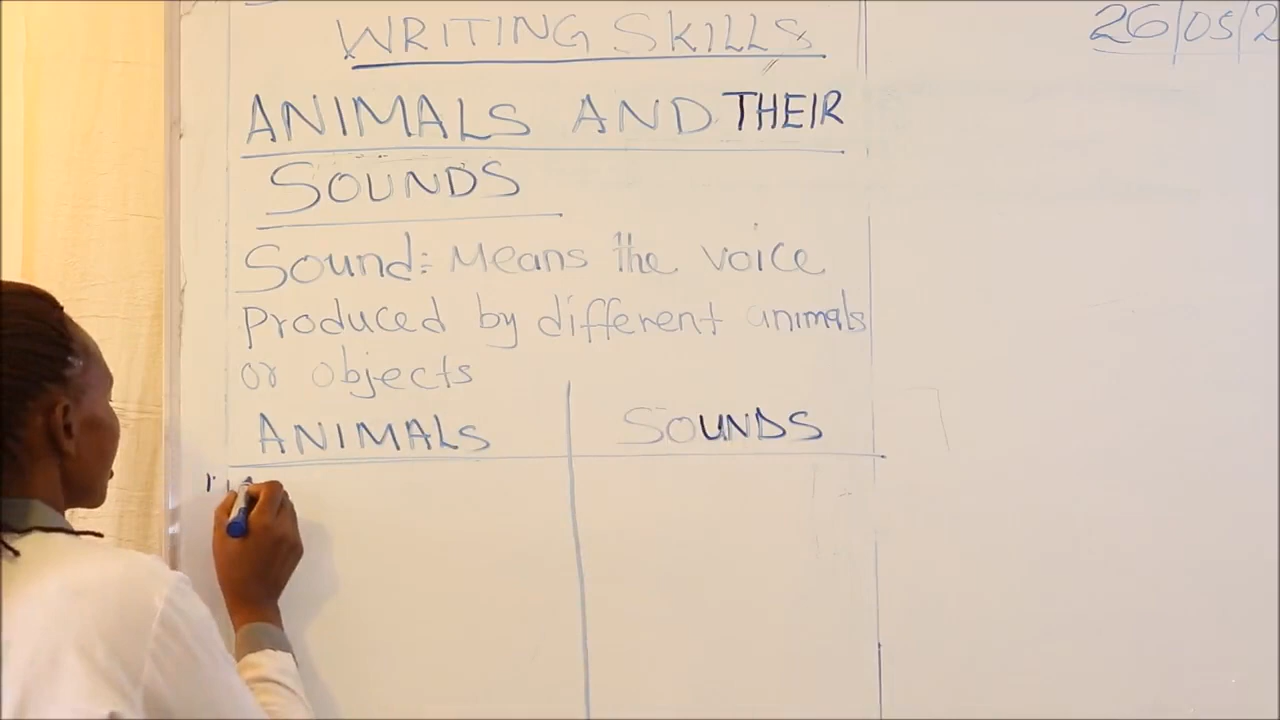 WRITING SKILLS
26/05/2
ANIMALS AND THEIR
SOUNDS
Sound: Means the voice
produced by different animals
or objects
ANIMALS SOUNDS
1.